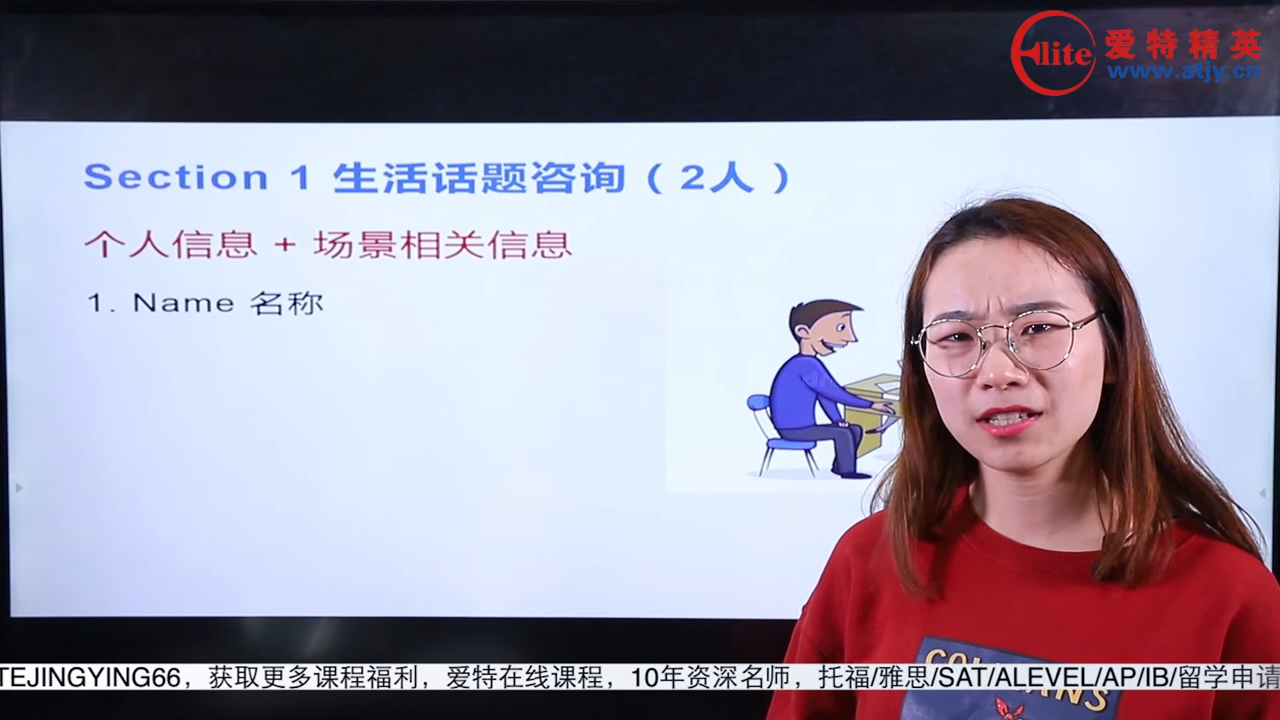 Elite 爱特精英
www.atjy.cn
Section 1 生活话题咨询（2人）
个人信息 + 场景相关信息
1. Name 名称
TEJINGYING66，获取更多课程福利，爱特在线课程，10年资深名师，托福/雅思/SAT/ALEVEL/AP/IB/留学申请